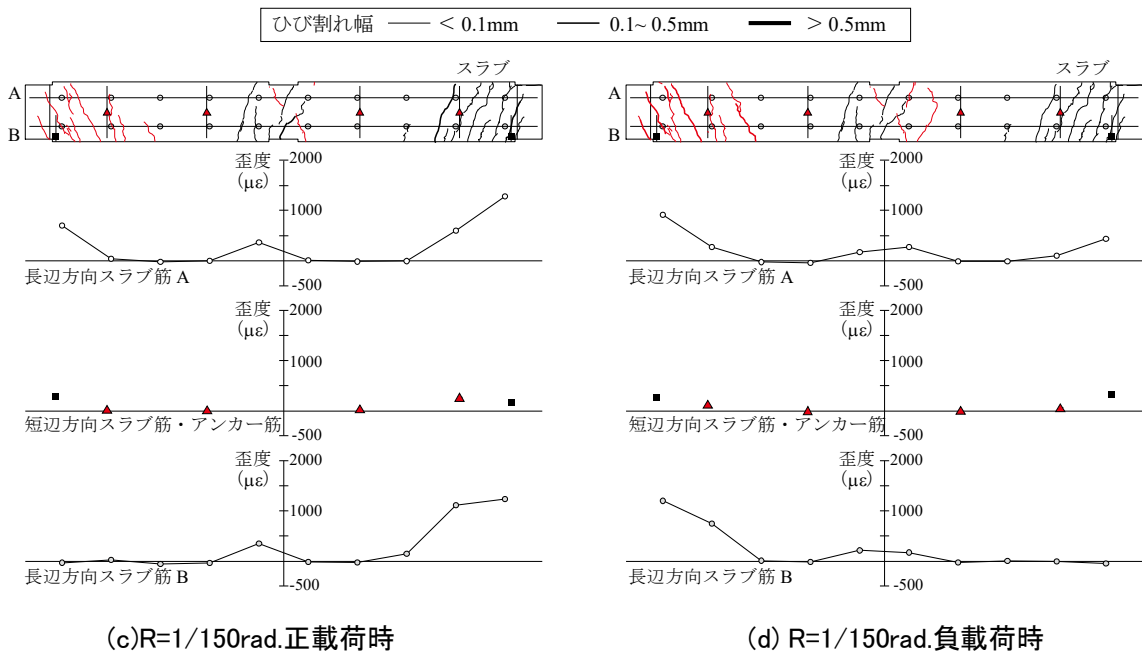 ひび割れ幅 < 0.1mm 0.1~ 0.5mm > 0.5mm
スラブ
A
B
歪度
(με)
2000
1000
-500
長辺方向スラブ筋 A
歪度
(με)
2000
1000
-500
短辺方向スラブ筋・アンカー筋
歪度
(με)
2000
1000
-500
長辺方向スラブ筋 B
(c)R=1/150rad.正載荷時
スラブ
A
B
歪度
(με)
2000
1000
-500
長辺方向スラブ筋 A
歪度
(με)
2000
1000
-500
短辺方向スラブ筋・アンカー筋
歪度
(με)
2000
1000
-500
長辺方向スラブ筋 B
(d) R=1/150rad.負載荷時